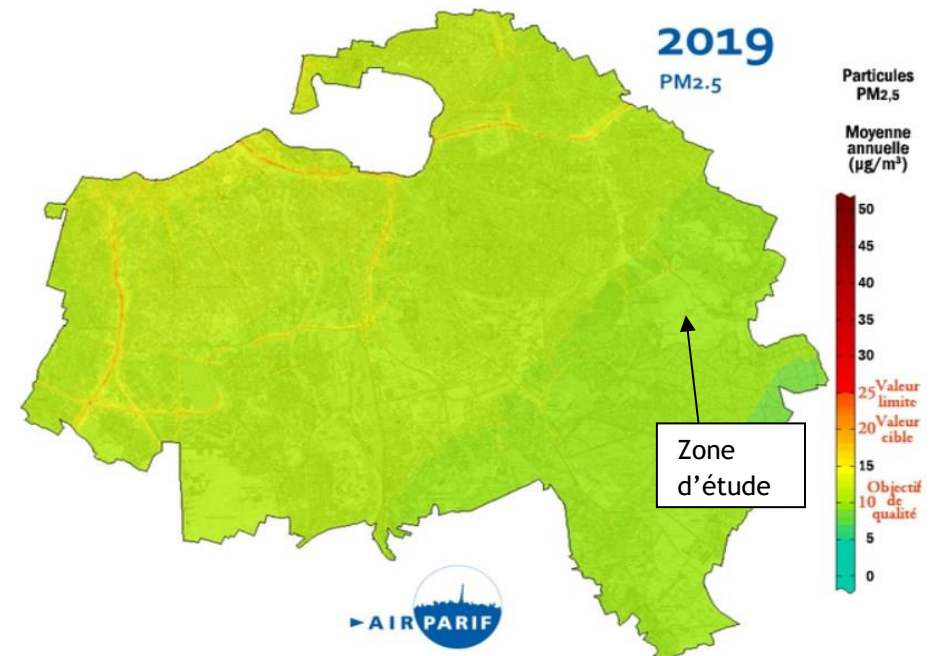 2019
PM2.5
Particules
PM2,5
Moyenne
annuelle
(µg/m³)
50
45
40
35
30
25 Valeur
limite
20 Valeur
cible
15
Objectif
10 de
qualité
5
0
Zone
d’étude
►AIRPARIF